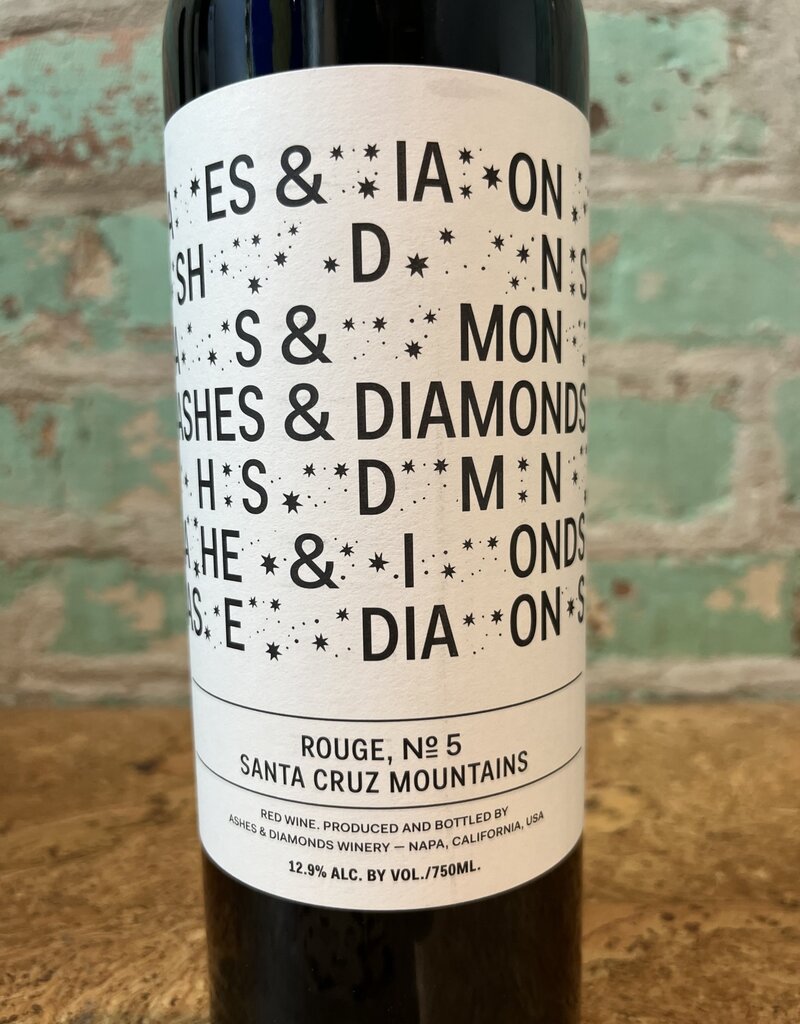 A ES & IA ON
SH D N S
A S & MON
ASHES & DIAMONDS
H S D M N
A HE & I ONDS
AS E DIA ON S
ROUGE, Nº 5
SANTA CRUZ MOUNTAINS
RED WINE. PRODUCED AND BOTTLED BY
ASHES & DIAMONDS WINERY — NAPA, CALIFORNIA, USA
12.9% ALC. BY VOL./750ML.